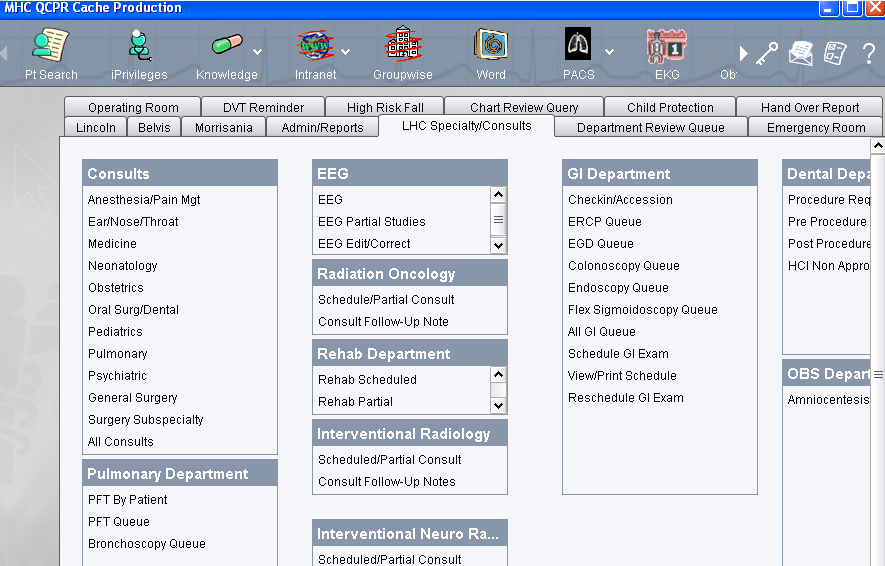 MHC QCPR Cache Production
Pt Search
iPrivileges
Knowledge
Intranet
Groupwise
Word
PACS
EKG
Ob
Operating Room
DVT Reminder
High Risk Fall
Chart Review Query
Child Protection
Hand Over Report
Lincoln
Belvis
Morrisania
Admin/Reports
LHC Specialty/Consults
Department Review Queue
Emergency Room
Consults
Anesthesia/Pain Mgt
Ear/Nose/Throat
Medicine
Neonatology
Obstetrics
Oral Surg/Dental
Pediatrics
Pulmonary
Psychiatric
General Surgery
Surgery Subspecialty
All Consults
Pulmonary Department
PFT By Patient
PFT Queue
Bronchoscopy Queue
EEG
EEG
EEG Partial Studies
EEG Edit/Correct
Radiation Oncology
Schedule/Partial Consult
Consult Follow-Up Note
Rehab Department
Rehab Scheduled
Rehab Partial
Interventional Radiology
Scheduled/Partial Consult
Consult Follow-Up Notes
Interventional Neuro Ra...
Scheduled/Partial Consult
GI Department
Checkin/Accession
ERCP Queue
EGD Queue
Colonoscopy Queue
Endoscopy Queue
Flex Sigmoidoscopy Queue
All GI Queue
Schedule GI Exam
View/Print Schedule
Reschedule GI Exam
Dental Depa
Procedure Req
Pre Procedure
Post Procedure
HCI Non Appro
OBS Depart
Amniocentesis